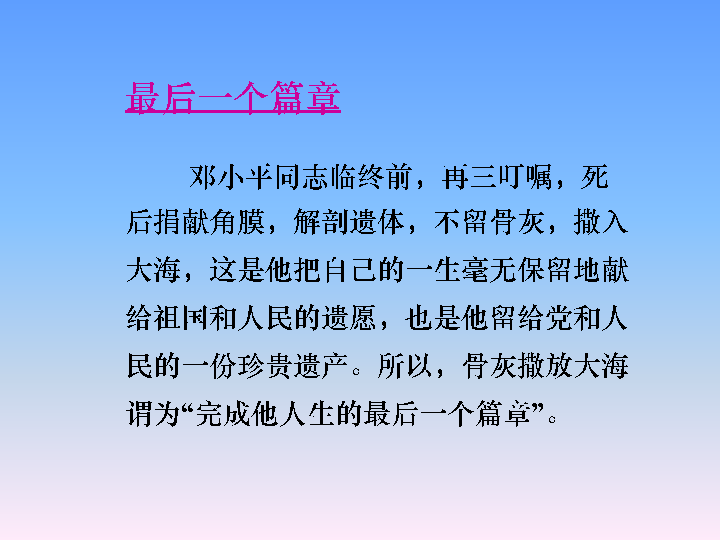 最后一个篇章
邓小平同志临终前，再三叮嘱，死
后捐献角膜，解剖遗体，不留骨灰，撒入
大海，这是他把自己的一生毫无保留地献
给祖国和人民的遗愿，也是他留给党和人
民的一份珍贵遗产。所以，骨灰撒放大海
谓为“完成他人生的最后一个篇章”。